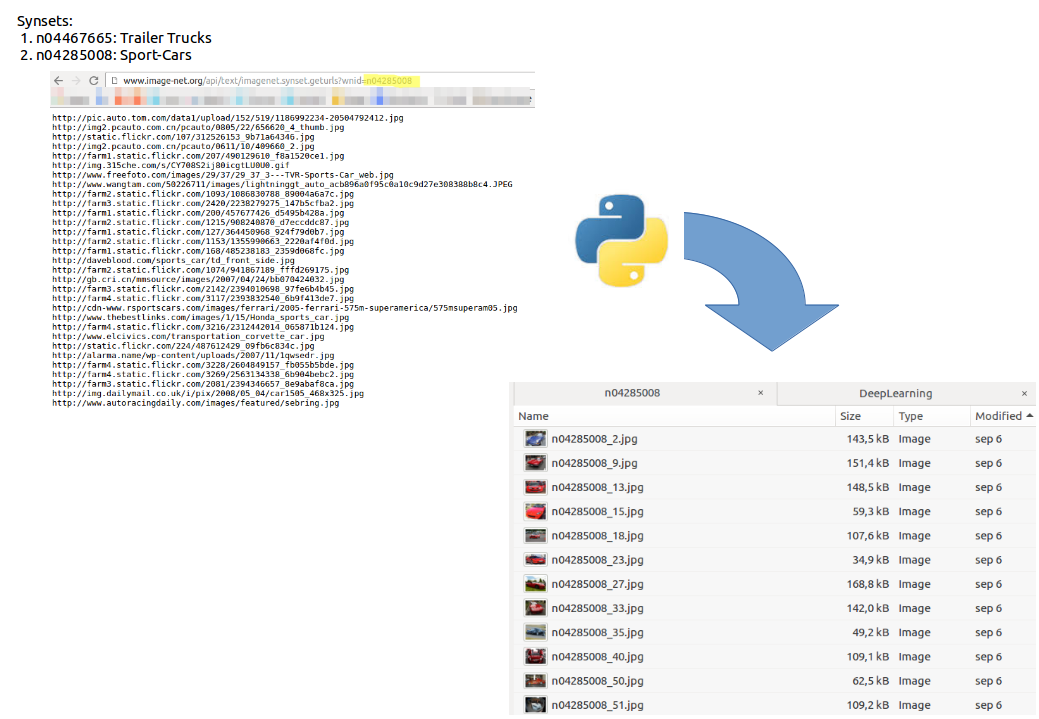 Synsets:
1. n04467665: Trailer Trucks
2. n04285008: Sport-Cars
www.image-net.org/api/text/imagenet.synset.geturls?wnid=n04285008
http://pic.auto.tom.com/data1/upload/152/519/1186992234-20504792412.jpg
http://img2.pcauto.com.cn/pcauto/0805/22/656620_4_thumb.jpg
http://static.flickr.com/107/312526153_9b71a64346.jpg
http://img2.pcauto.com.cn/pcauto/0611/10/409660_2.jpg
http://farm1.static.flickr.com/207/490129610_f8a1520ce1.jpg
http://img.315che.com/s/CY708S2ij80icgtLU0U0.gif
http://www.freefoto.com/images/29/37/29_37_3---TVR-Sports-Car_web.jpg
http://www.wangtam.com/50226711/images/lightninggt_auto_acb896a0f95c0a10c9d27e308388b8c4.JPEG
http://farm2.static.flickr.com/1093/1086830788_89004a6a7c.jpg
http://farm3.static.flickr.com/2420/2238279275_147b5cfba2.jpg
http://farm1.static.flickr.com/200/457677426_d5495b428a.jpg
http://farm2.static.flickr.com/1215/908240870_d7eccddc87.jpg
http://farm1.static.flickr.com/127/364450968_924f79d0b7.jpg
http://farm2.static.flickr.com/1153/1355990663_2220af4f0d.jpg
http://farm1.static.flickr.com/168/485238183_2359d068fc.jpg
http://daveblood.com/sports_car/td_front_side.jpg
http://farm2.static.flickr.com/1074/941867189_fffd269175.jpg
http://gb.cri.cn/mmsource/images/2007/04/24/bb070424032.jpg
http://farm3.static.flickr.com/2142/2394010698_97fe6b4b45.jpg
http://farm4.static.flickr.com/3117/2393832540_6b9f413de7.jpg
http://cdn-www.rsportscars.com/images/ferrari/2005-ferrari-575m-superamerica/575msuperam05.jpg
http://www.thebestlinks.com/images/1/15/Honda_sports_car.jpg
http://farm4.static.flickr.com/3216/2312442014_065871b124.jpg
http://www.elcivics.com/transportation_corvette_car.jpg
http://static.flickr.com/224/487612429_09fb6c834c.jpg
http://alarma.name/wp-content/uploads/2007/11/1qwsedr.jpg
http://farm4.static.flickr.com/3228/2604849157_fb055b5bde.jpg
http://farm4.static.flickr.com/3269/2563134338_6b904bebc2.jpg
http://farm3.static.flickr.com/2081/2394346657_8e9abaf8ca.jpg
http://img.dailymail.co.uk/i/pix/2008/05_04/car1505_468x325.jpg
http://www.autoracingdaily.com/images/featured/sebring.jpg
n04285008 × DeepLearning ×
Name Size Type Modified
n04285008_2.jpg 143,5 kB Image sep 6
n04285008_9.jpg 151,4 kB Image sep 6
n04285008_13.jpg 148,5 kB Image sep 6
n04285008_15.jpg 59,3 kB Image sep 6
n04285008_18.jpg 107,6 kB Image sep 6
n04285008_23.jpg 34,9 kB Image sep 6
n04285008_27.jpg 168,8 kB Image sep 6
n04285008_33.jpg 142,0 kB Image sep 6
n04285008_35.jpg 49,2 kB Image sep 6
n04285008_40.jpg 109,1 kB Image sep 6
n04285008_50.jpg 62,5 kB Image sep 6
n04285008_51.jpg 109,2 kB Image sep 6